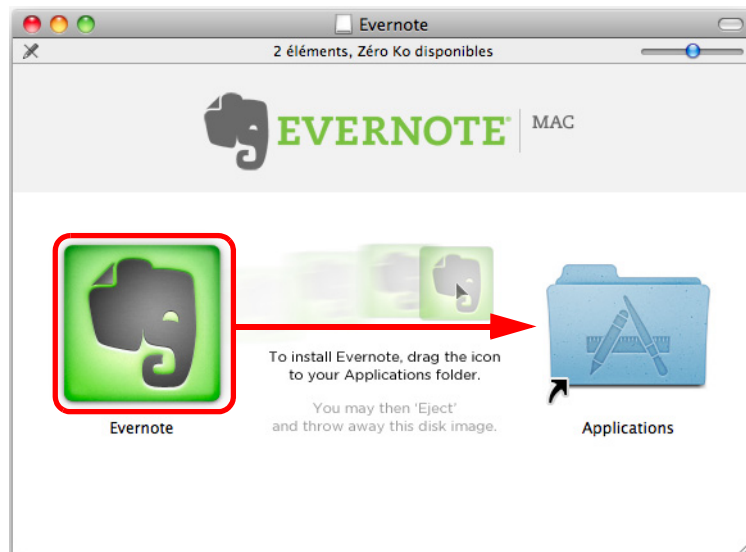 Evernote
2 éléments, Zéro Ko disponibles
EVERNOTE® MAC
To install Evernote, drag the icon
to your Applications folder.
You may then ‘Eject’
and throw away this disk image.
Evernote
Applications